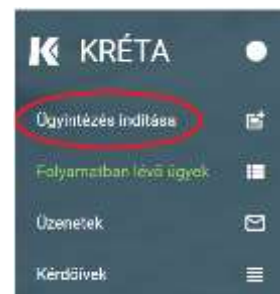 KRÉTA
Ügyintézés indítása
Folyamatban lévő ügyek
Üzenetek
Kérdőívek